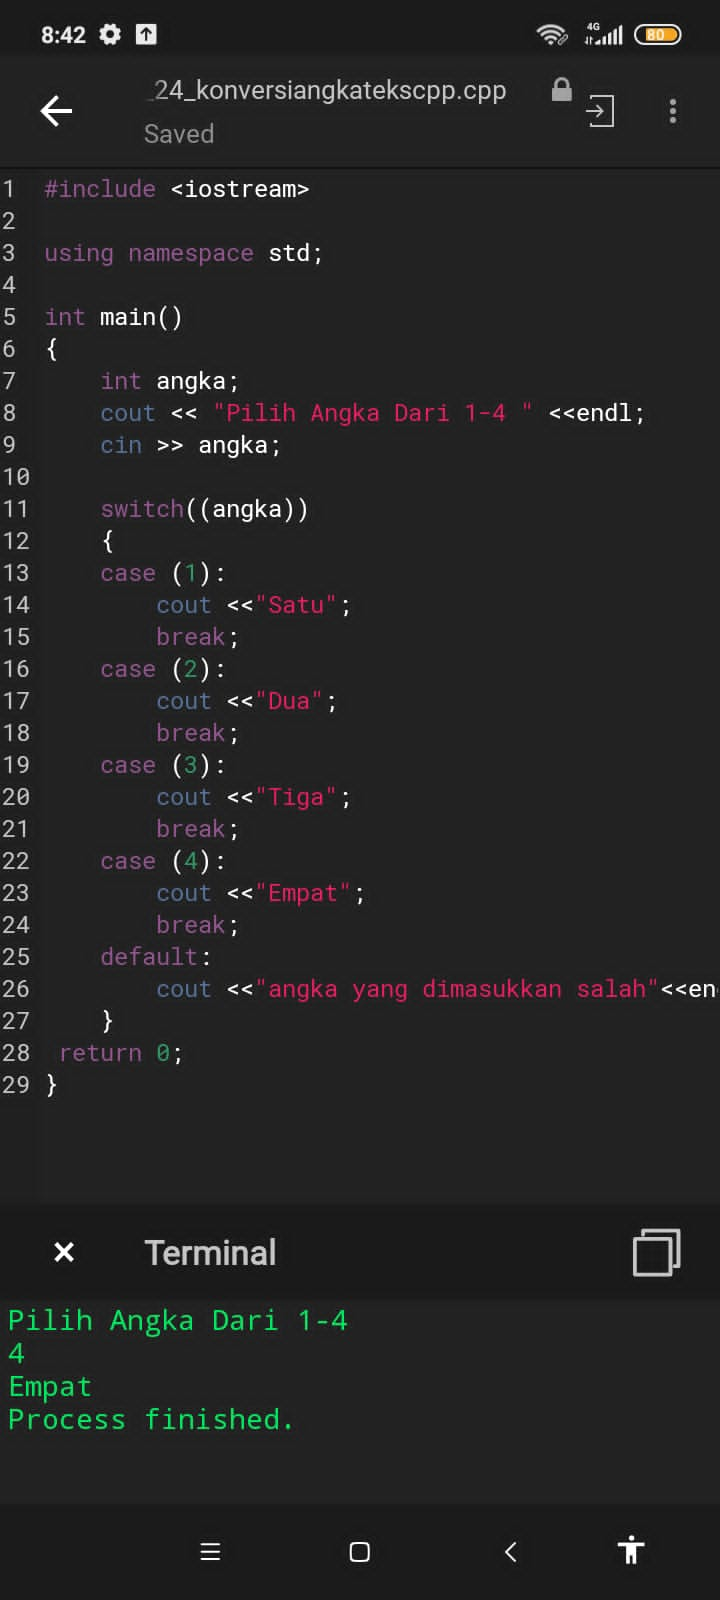 8:42
4G
80
_24_konversiangkatekscpp.cpp
Saved
1 #include <iostream>
2
3 using namespace std;
4
5 int main()
6 {
7     int angka;
8     cout << "Pilih Angka Dari 1-4 " <<endl;
9     cin >> angka;
10
11     switch((angka))
12     {
13     case (1):
14         cout <<"Satu";
15         break;
16     case (2):
17         cout <<"Dua";
18         break;
19     case (3):
20         cout <<"Tiga";
21         break;
22     case (4):
23         cout <<"Empat";
24         break;
25     default:
26         cout <<"angka yang dimasukkan salah"<<en
27     }
28  return 0;
29 }
Terminal
Pilih Angka Dari 1-4
4
Empat
Process finished.